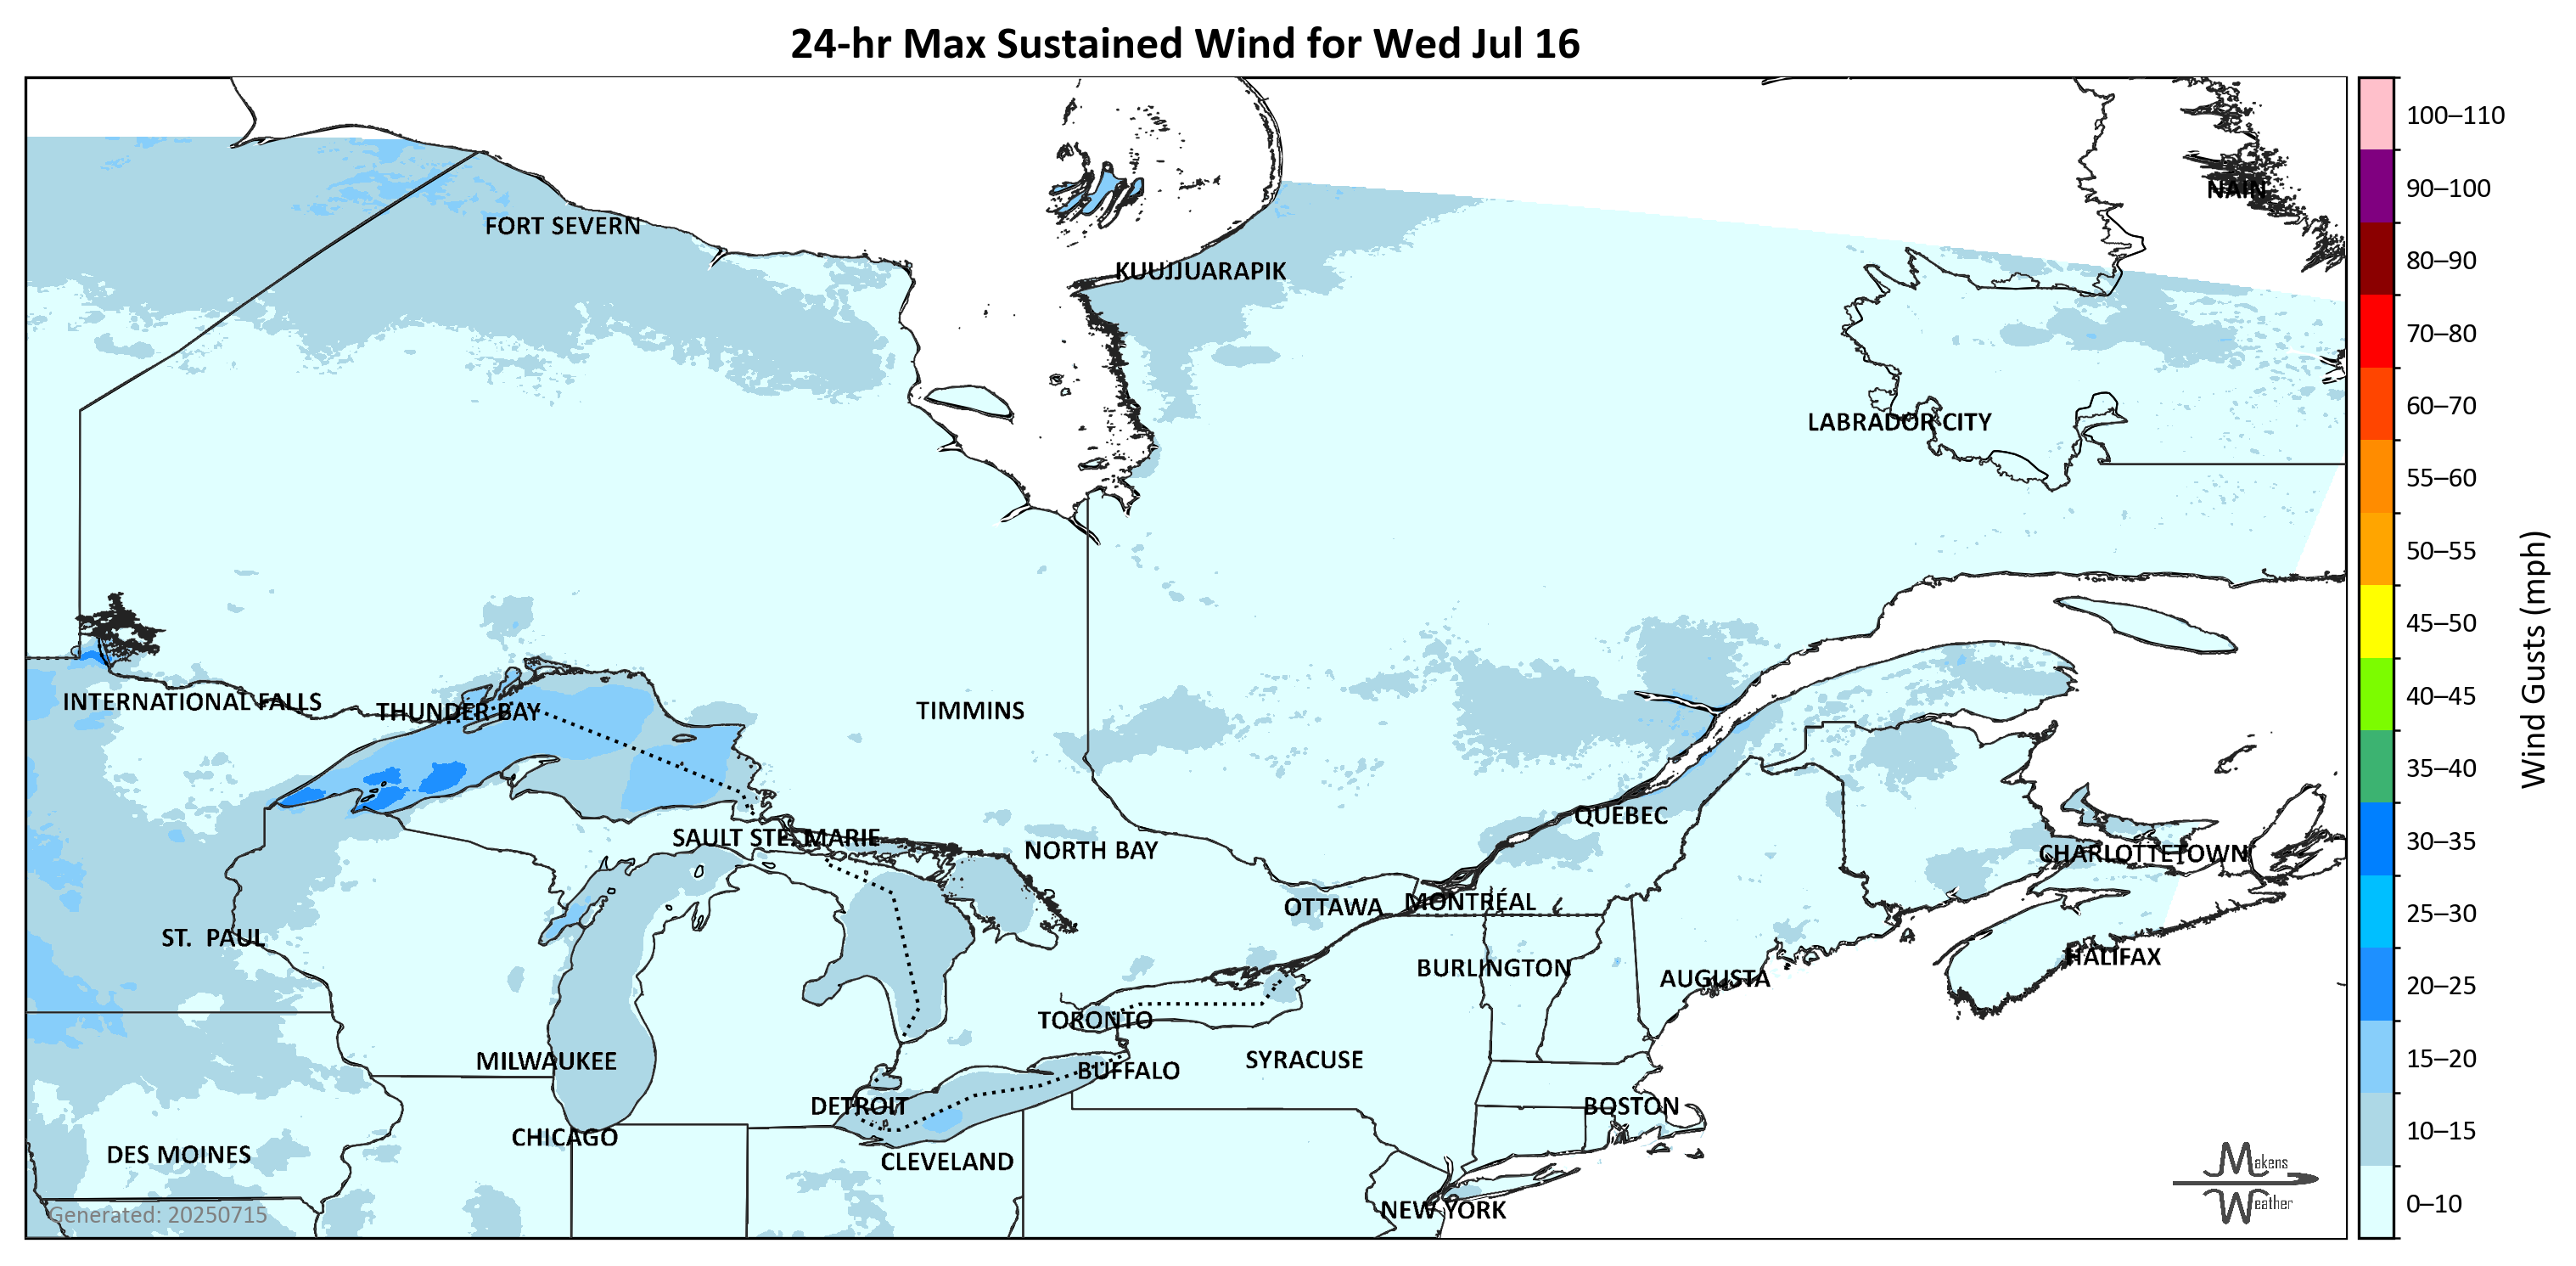 24-hr Max Sustained Wind for Wed Jul 16
100–110
90–100
NAIN
FORT SEVERN
80–90
KUUJJUARAPIK
70–80
60–70
LABRADOR CITY
55–60
50–55
45–50
40–45
INTERNATIONAL FALLS
THUNDER BAY
TIMMINS
Wind Gusts (mph)
35–40
QUEBEC
SAULT STE. MARIE
30–35
NORTH BAY
CHARLOTTETOWN
OTTAWA
MONTRÉAL
25–30
ST. PAUL
HALIFAX
BURLINGTON
AUGUSTA
20–25
TORONTO
MILWAUKEE
SYRACUSE
15–20
BUFFALO
DETROIT
BOSTON
CHICAGO
10–15
DES MOINES
CLEVELAND
Makens
Weather
0–10
NEW YORK
Generated: 20250715